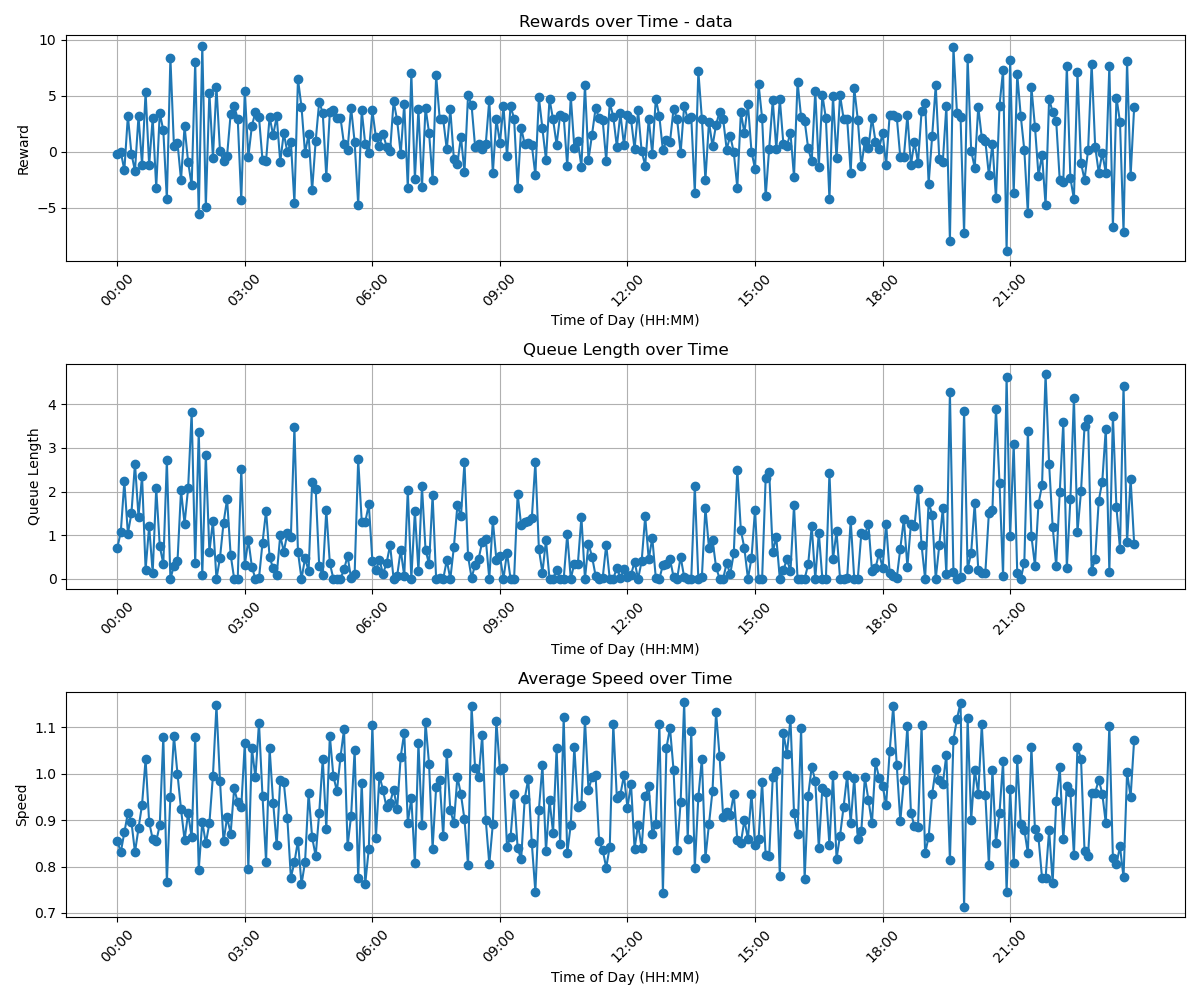 Rewards over Time - data
10
5
0
−5
Reward
00:00 03:00 06:00 09:00 12:00 15:00 18:00 21:00
Time of Day (HH:MM)
Queue Length over Time
4
3
2
1
0
Queue Length
00:00 03:00 06:00 09:00 12:00 15:00 18:00 21:00
Time of Day (HH:MM)
Average Speed over Time
1.1
1.0
0.9
0.8
0.7
Speed
00:00 03:00 06:00 09:00 12:00 15:00 18:00 21:00
Time of Day (HH:MM)